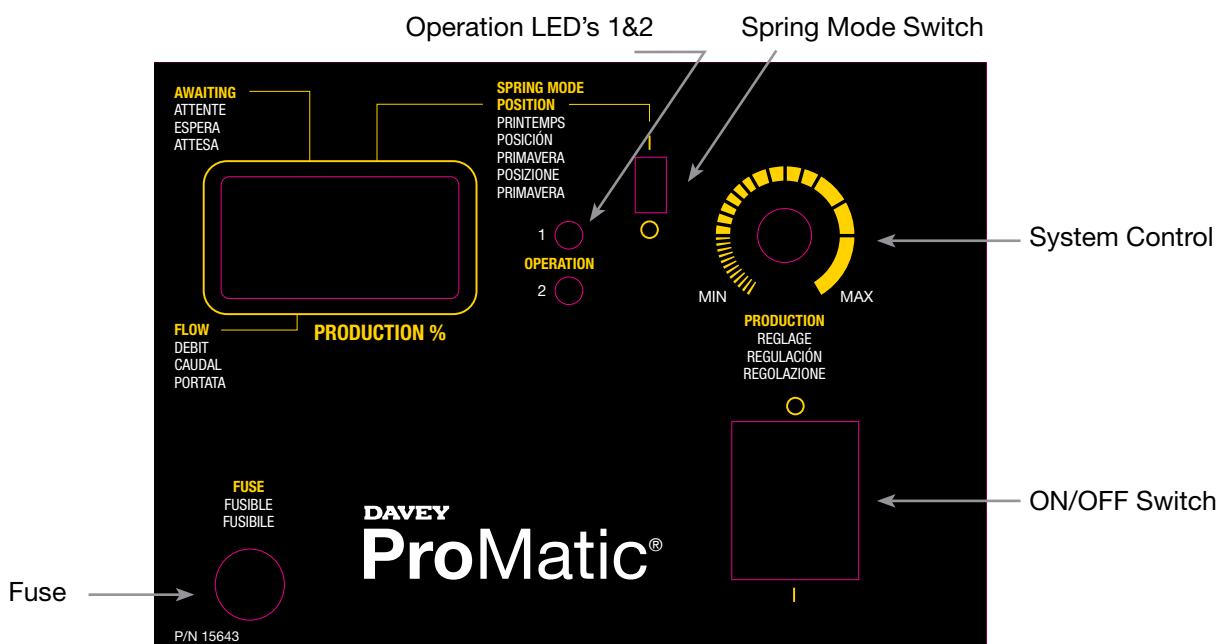 Operation LED’s 1&2
Spring Mode Switch
AWAITING
ATTENTE
ESPERA
ATTESA
SPRING MODE
POSITION
PRINTEMPS
POSICIÓN
PRIMAVERA
POSIZIONE
PRIMAVERA
1
OPERATION
2
MIN
MAX
System Control
PRODUCTION
REGLAGE
REGULACIÓN
REGOLAZIONE
FLOW
DEBIT
CAUDAL
PORTATA
PRODUCTION %
ON/OFF Switch
FUSE
FUSIBLE
FUSIBILE
DAVEY
ProMatic®
Fuse
P/N 15643